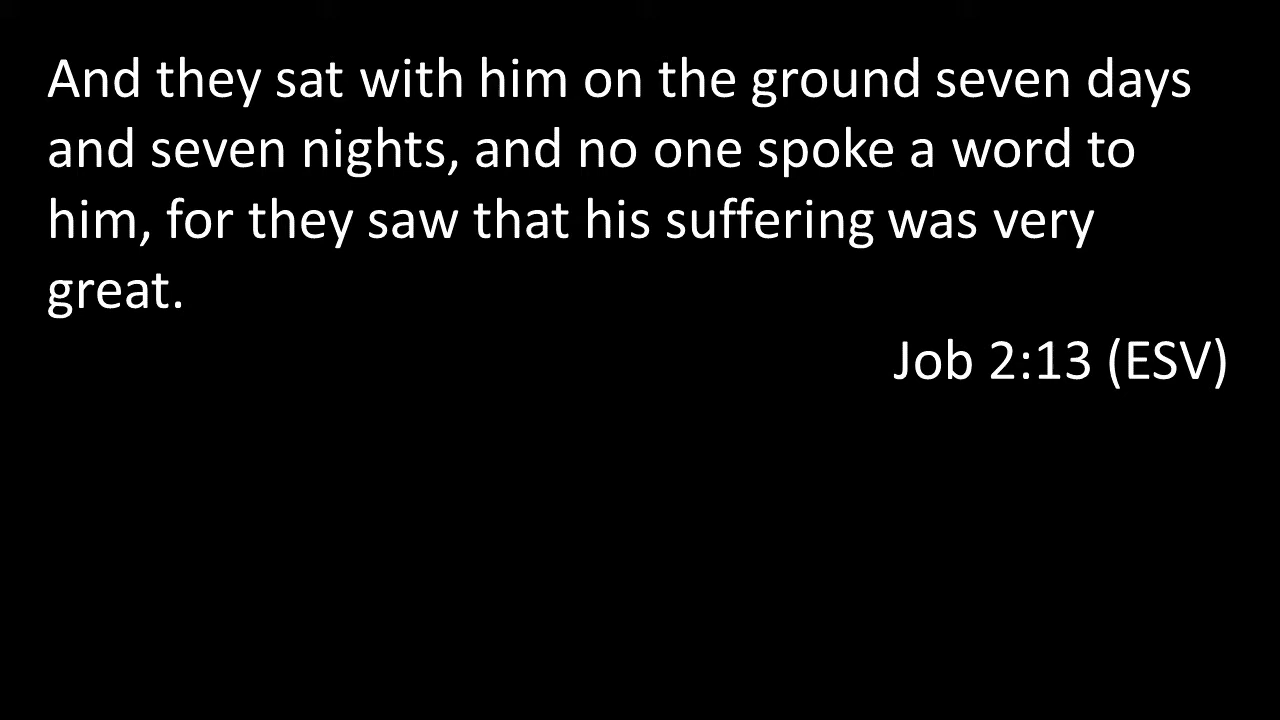 And they sat with him on the ground seven days
and seven nights, and no one spoke a word to
him, for they saw that his suffering was very
great.
Job 2:13 (ESV)